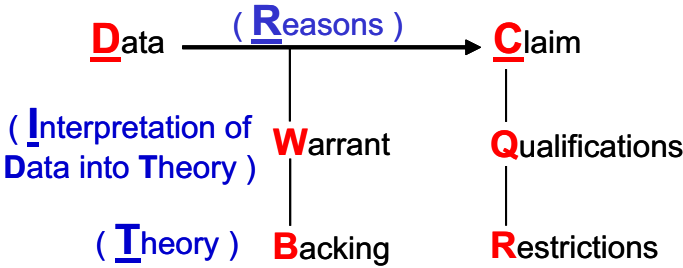 ( Reasons )
Data
Claim
( Interpretation of
Data into Theory )
Warrant
Qualifications
( Theory )
Backing
Restrictions